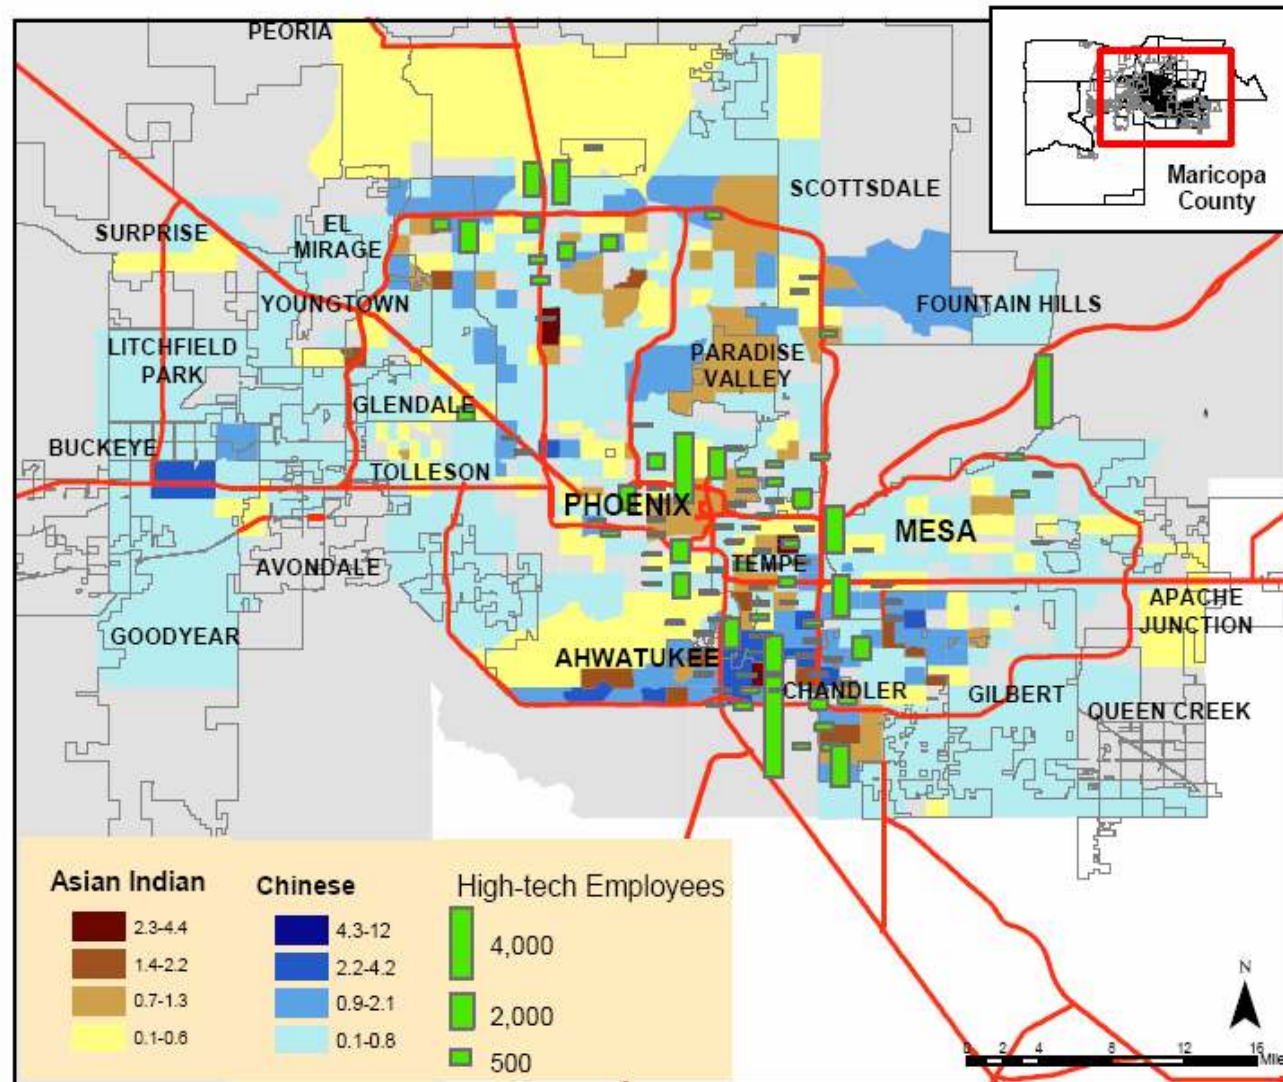 PEORIA
Maricopa
County
SCOTTSDALE
SURPRISE
EL
MIRAGE
YOUNGTOWN
FOUNTAIN HILLS
LITCHFIELD
PARK
PARADISE
VALLEY
GLENDALE
BUCKEYE
TOLLESON
PHOENIX
MESA
AVONDALE
TEMPE
APACHE
JUNCTION
GOODYEAR
AHWATUKEE
CHANDLER
GILBERT
QUEEN CREEK
Asian Indian
2.3-4.4
1.4-2.2
0.7-1.3
0.1-0.6
Chinese
4.3-12
2.2-4.2
0.9-2.1
0.1-0.8
High-tech Employees
4,000
2,000
500
N
0 2 4 8 12 16
Mile